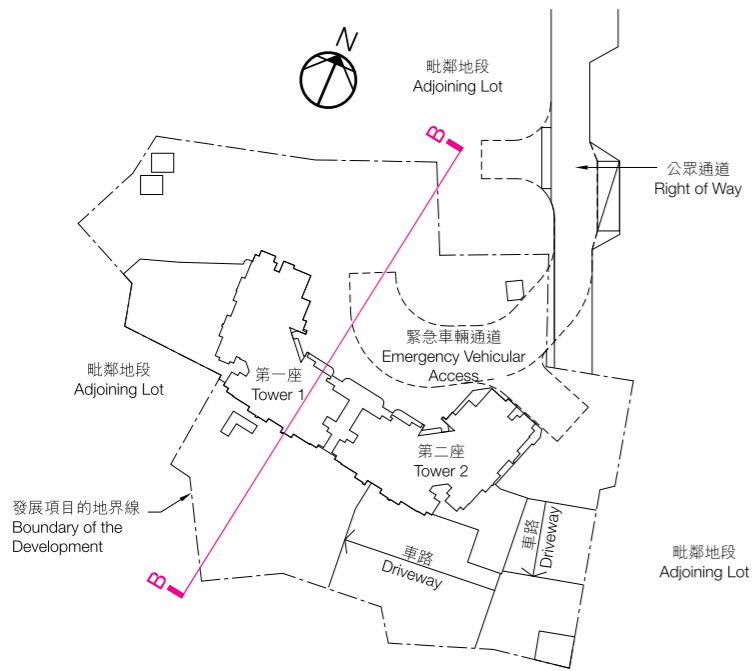 N
毗鄰地段
Adjoining Lot
B
公眾通道
Right of Way
緊急車輛通道
Emergency Vehicular
Access
毗鄰地段
Adjoining Lot
第一座
Tower 1
第二座
Tower 2
發展項目的地界線
Boundary of the
Development
車路
Driveway
車路
Driveway
毗鄰地段
Adjoining Lot
B